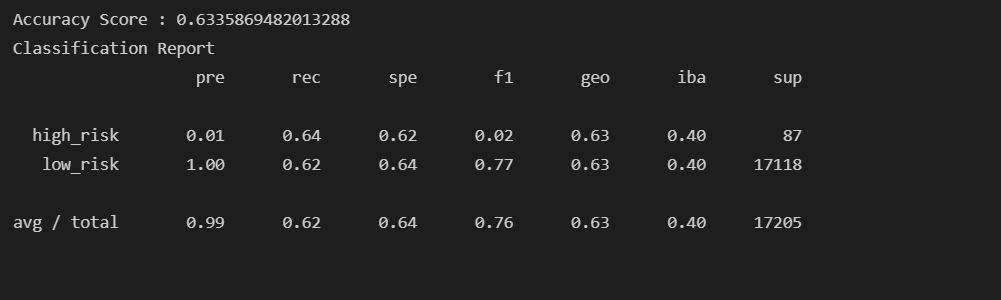 Accuracy Score : 0.6335869482013288
Classification Report
pre rec spe f1 geo iba sup
high_risk 0.01 0.64 0.62 0.02 0.63 0.40 87
low_risk 1.00 0.62 0.64 0.77 0.63 0.40 17118
avg / total 0.99 0.62 0.64 0.76 0.63 0.40 17205